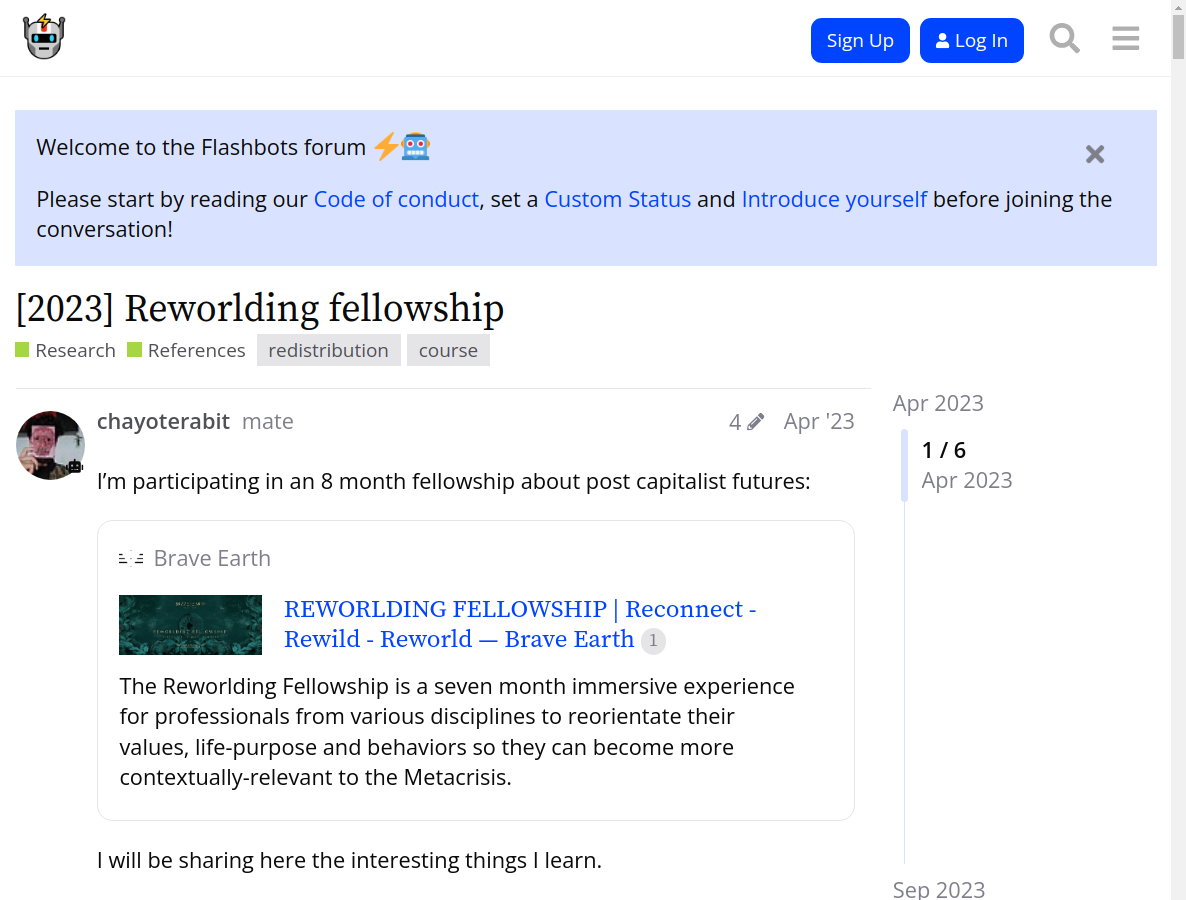 Sign Up
Log In
Welcome to the Flashbots forum
Please start by reading our Code of conduct, set a Custom Status and Introduce yourself before joining the
conversation!
[2023] Reworlding fellowship
Research References redistribution course
chayoterabit mate 4 Apr '23
I’m participating in an 8 month fellowship about post capitalist futures:
Brave Earth
REWORLDING FELLOWSHIP | Reconnect -
Rewild - Reworld — Brave Earth 1
The Reworlding Fellowship is a seven month immersive experience
for professionals from various disciplines to reorientate their
values, life-purpose and behaviors so they can become more
contextually-relevant to the Metacrisis.
I will be sharing here the interesting things I learn.
Apr 2023
1 / 6
Apr 2023
Sep 2023